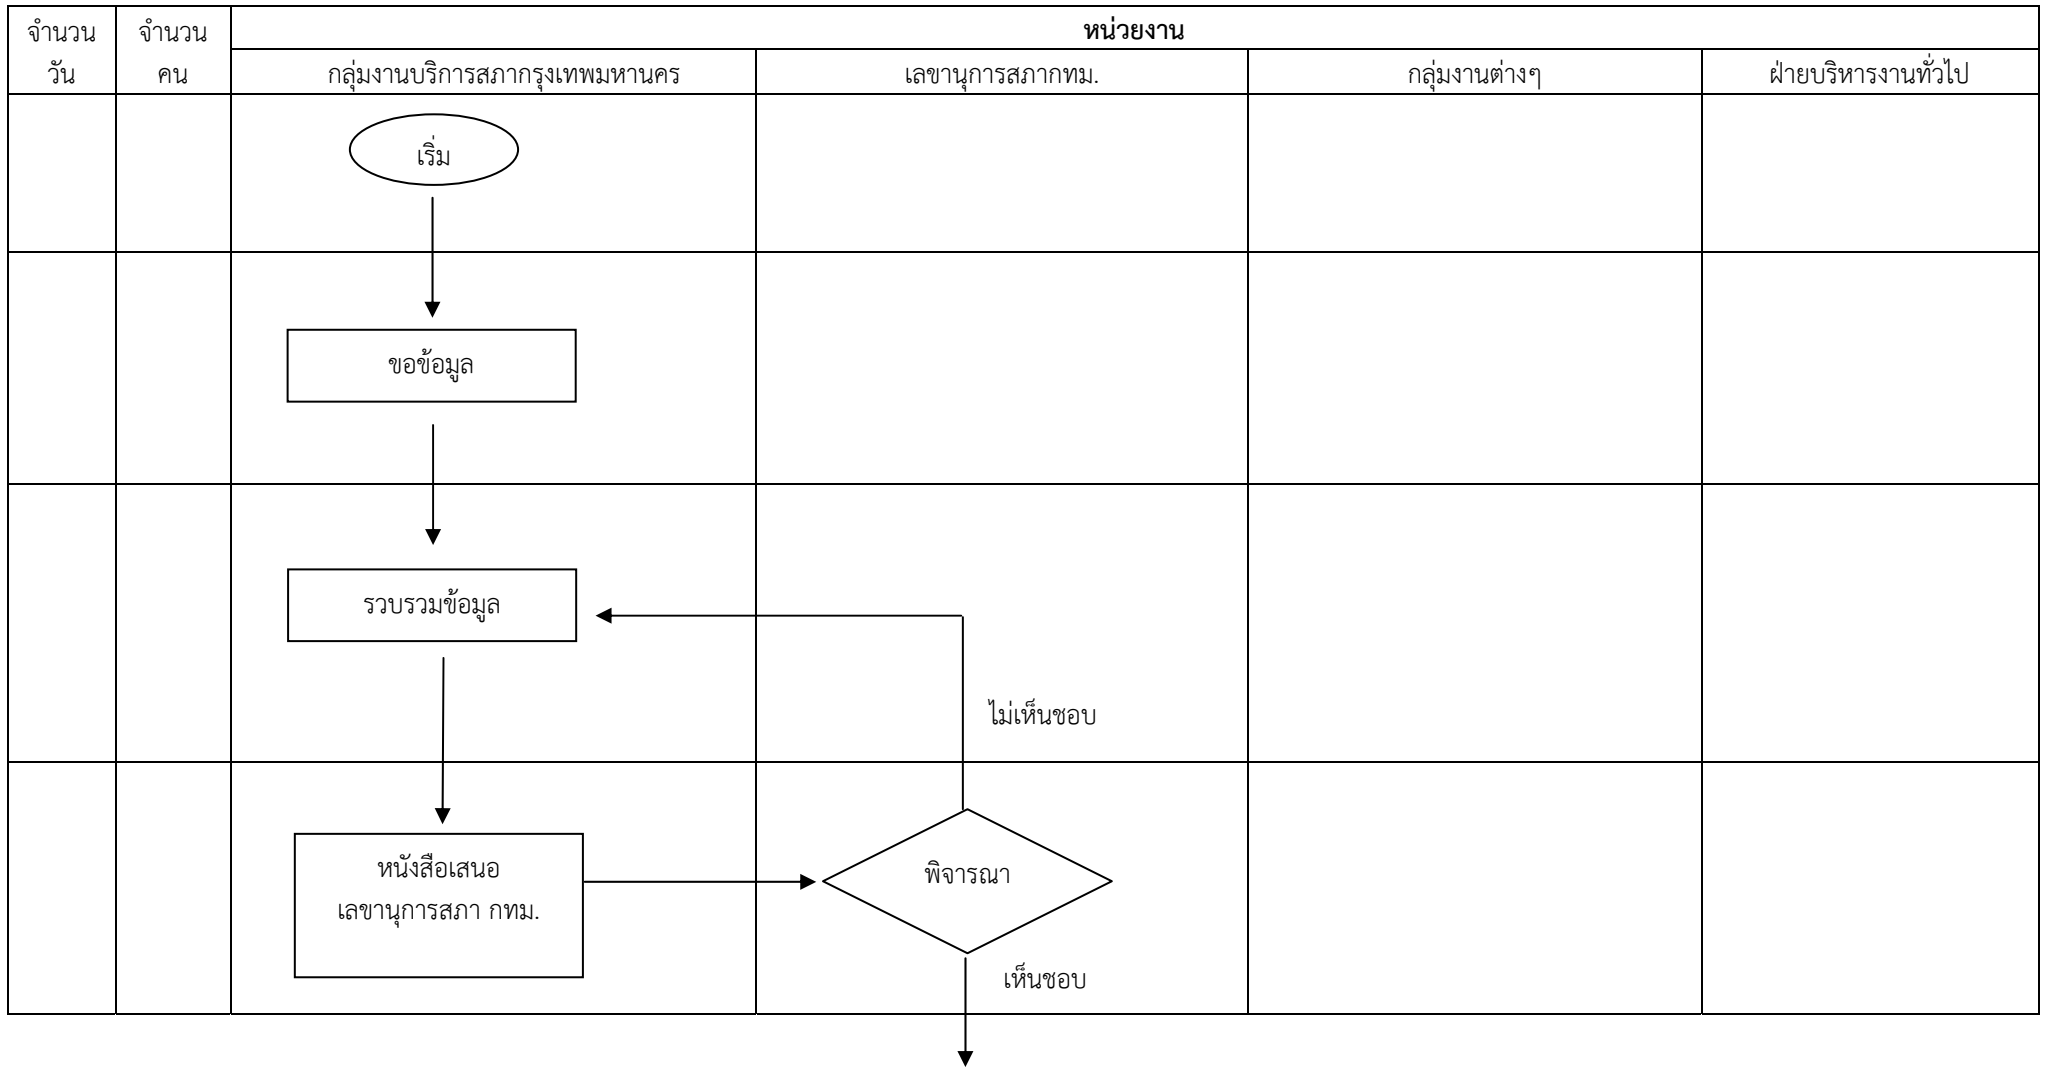 จำนวน
วัน
จำนวน
คน
หน่วยงาน
กลุ่มงานบริการสภากรุงเทพมหานคร
เลขานุการสภากทม.
กลุ่มงานต่างๆ
ฝ่ายบริหารงานทั่วไป
เริ่ม
ขอข้อมูล
รวบรวมข้อมูล
ไม่เห็นชอบ
หนังสือเสนอ
เลขานุการสภา กทม.
พิจารณา
เห็นชอบ